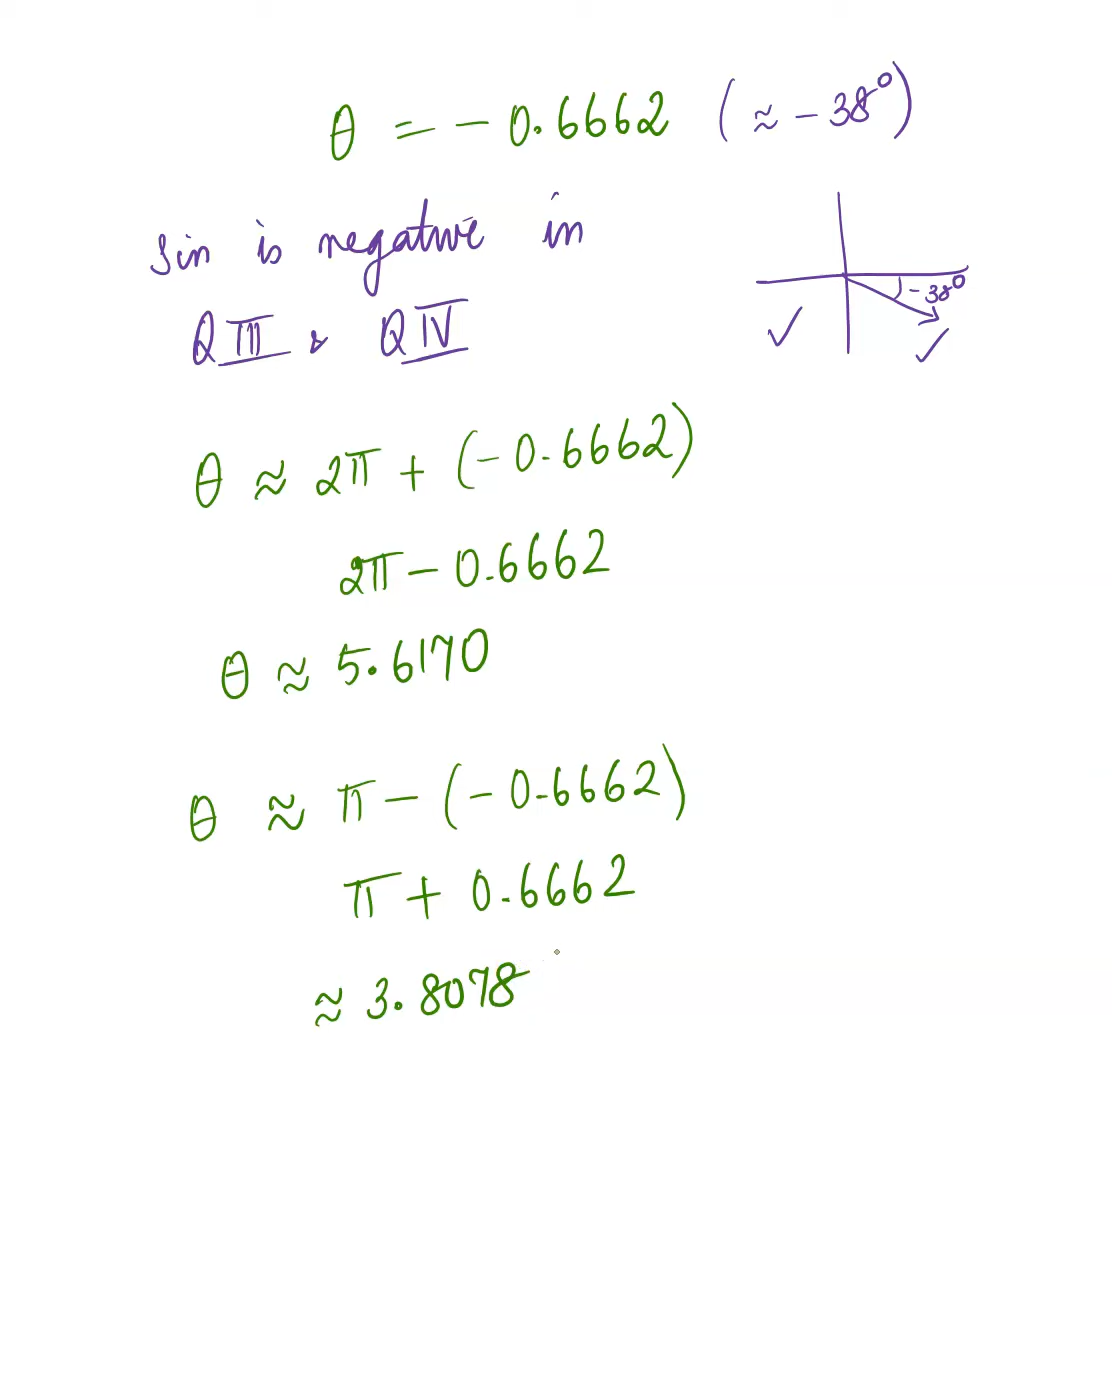 θ = - 0.6662 (≈ - 38°)
Sin is negative in
QIII & QIV
-38°
θ ≈ 2π + (-0.6662)
2π - 0.6662
θ ≈ 5.6170
θ ≈ π - (-0.6662)
π + 0.6662
≈ 3.8078